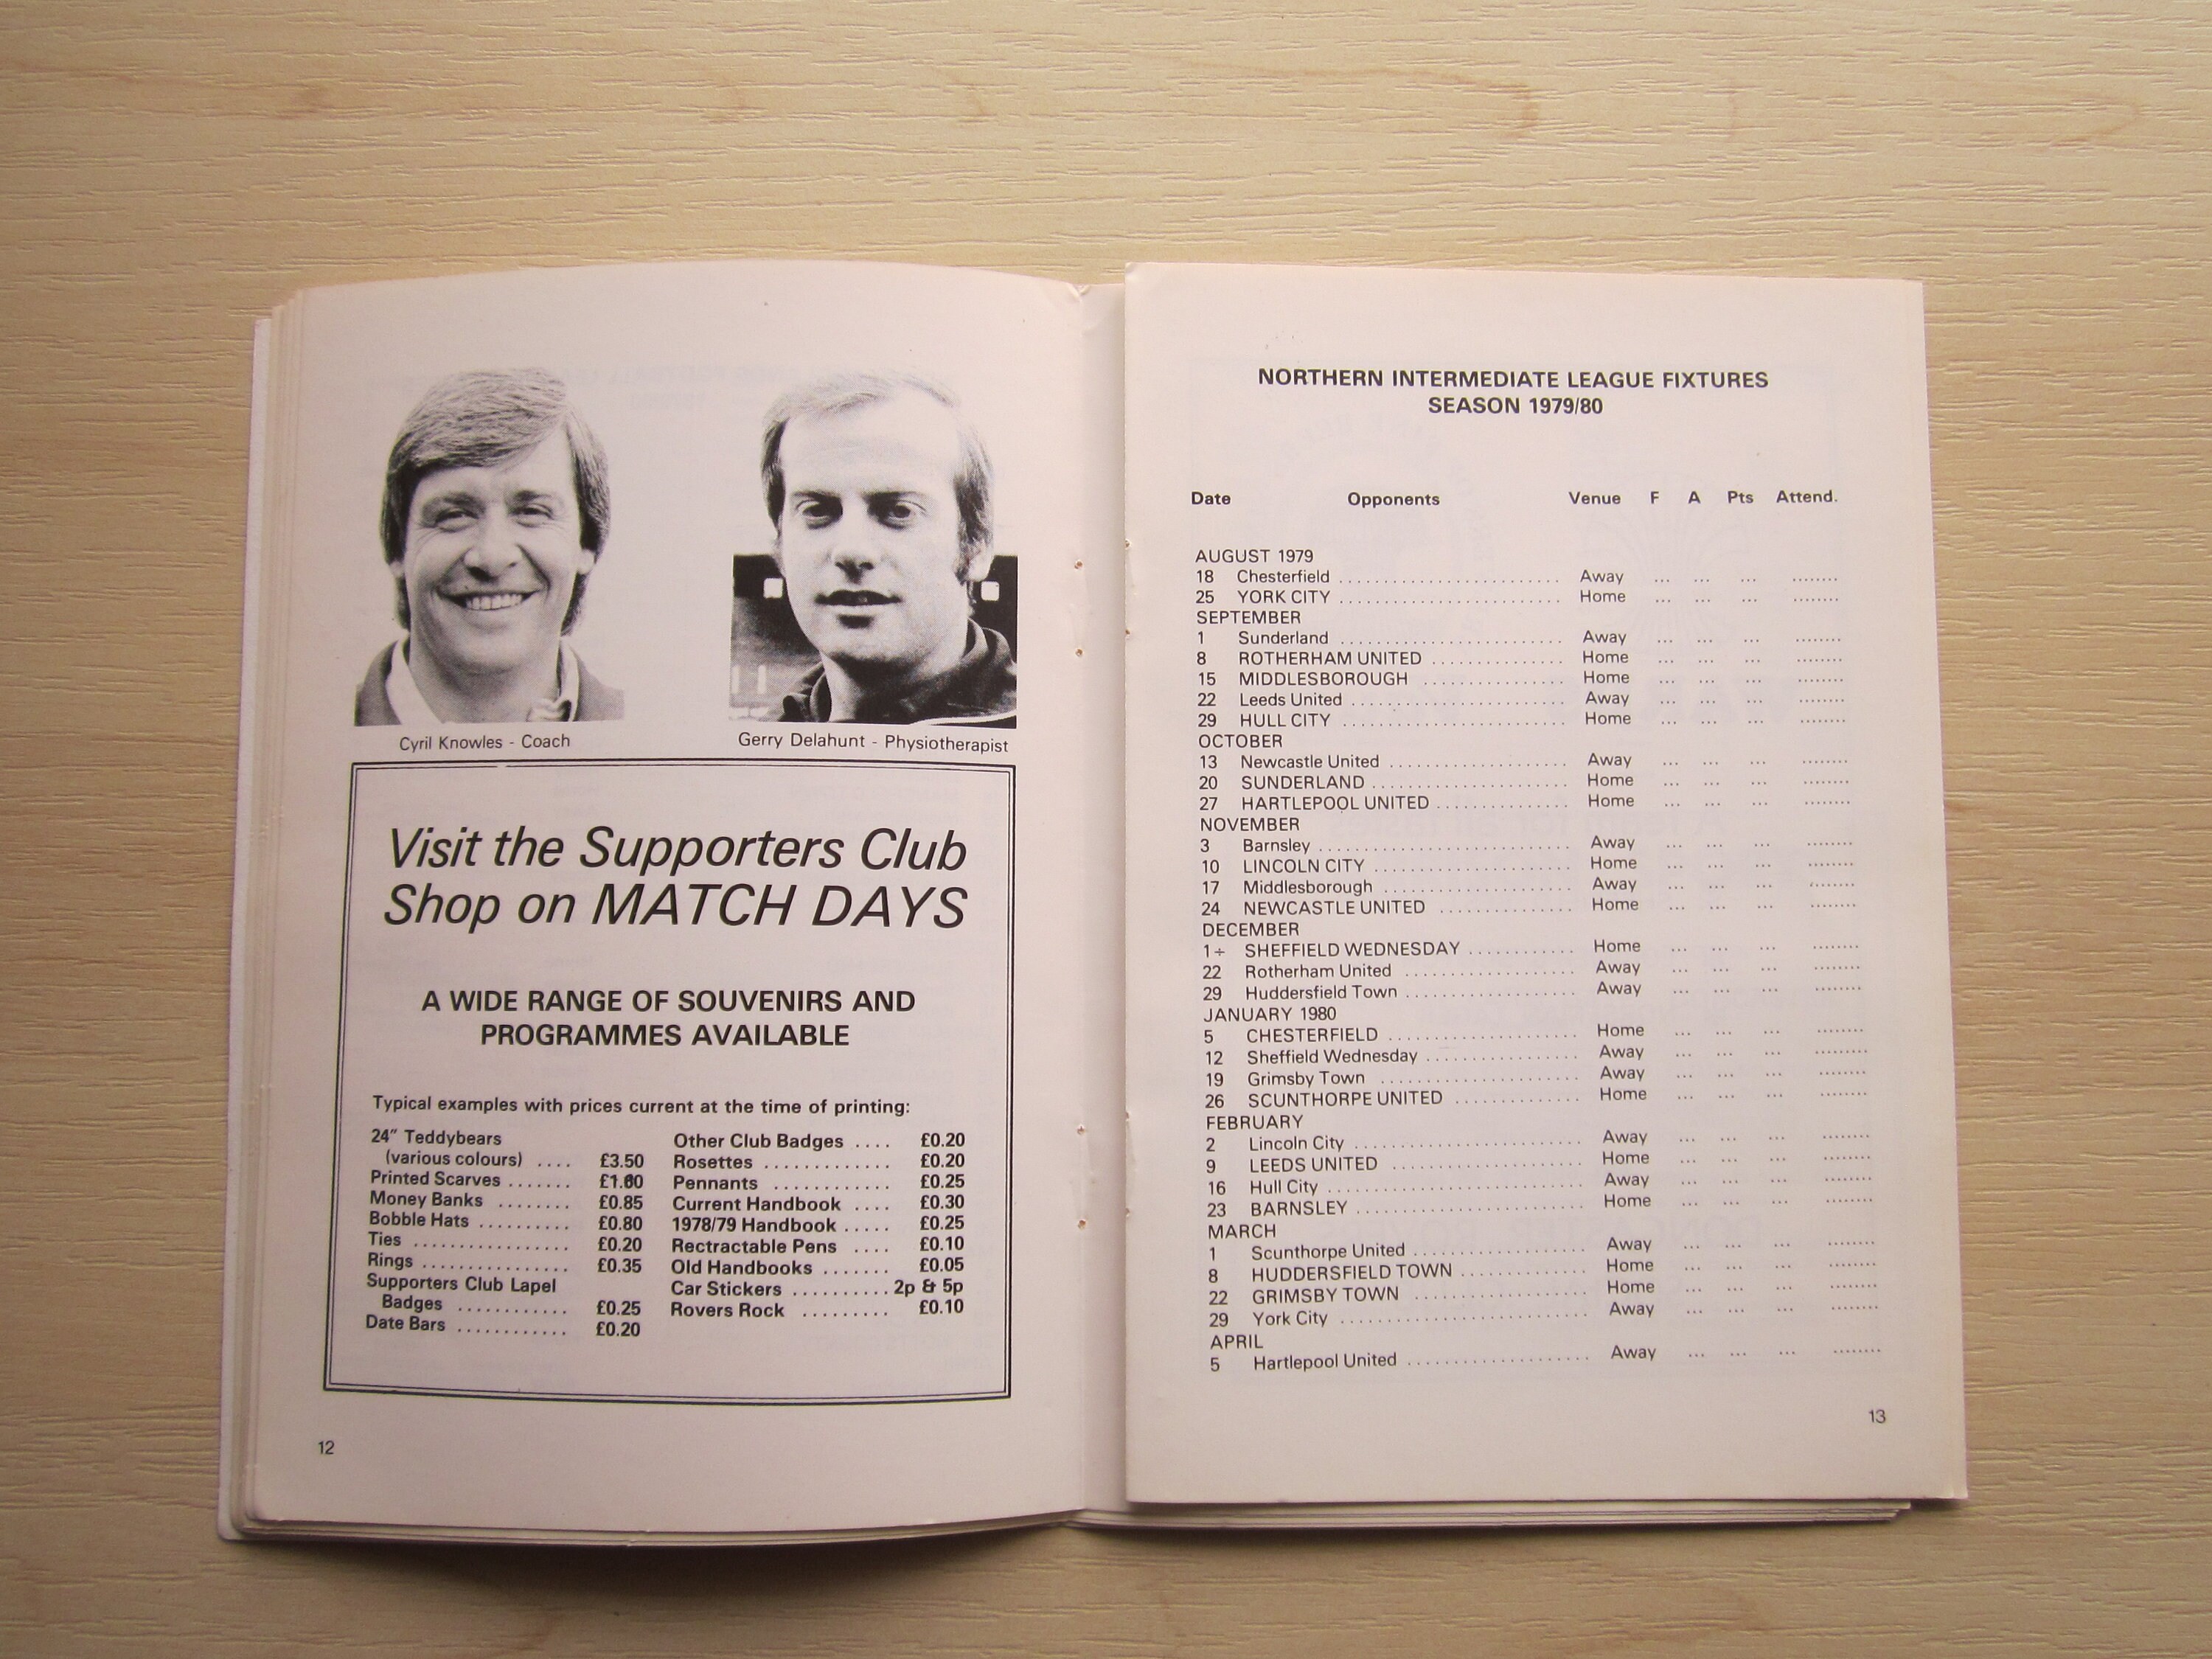 Cyril Knowles - Coach
Gerry Delahunt - Physiotherapist
Visit the Supporters Club
Shop on MATCH DAYS
A WIDE RANGE OF SOUVENIRS AND
PROGRAMMES AVAILABLE
Typical examples with prices current at the time of printing:
24" Teddybears
(various colours) .... £3.50
Printed Scarves ....... £1.60
Money Banks ........ £0.85
Bobble Hats .......... £0.80
Ties ................. £0.20
Rings ................ £0.35
Supporters Club Lapel
Badges ............ £0.25
Date Bars ............ £0.20
Other Club Badges .... £0.20
Rosettes ............. £0.20
Pennants ............ £0.25
Current Handbook .... £0.30
1978/79 Handbook ..... £0.25
Rectractable Pens .... £0.10
Old Handbooks ....... £0.05
Car Stickers .......... 2p & 5p
Rovers Rock ......... £0.10
12
NORTHERN INTERMEDIATE LEAGUE FIXTURES
SEASON 1979/80
Date Opponents Venue F A Pts Attend.
AUGUST 1979
18 Chesterfield ......................... Away ... ... ... ........
25 YORK CITY ......................... Home ... ... ... ........
SEPTEMBER
1 Sunderland ......................... Away ... ... ... ........
8 ROTHERHAM UNITED ............... Home ... ... ... ........
15 MIDDLESBOROUGH ................ Home ... ... ... ........
22 Leeds United ........................ Away ... ... ... ........
29 HULL CITY ......................... Home ... ... ... ........
OCTOBER
13 Newcastle United .................... Away ... ... ... ........
20 SUNDERLAND ...................... Home ... ... ... ........
27 HARTLEPOOL UNITED ............... Home ... ... ... ........
NOVEMBER
3 Barnsley ............................ Away ... ... ... ........
10 LINCOLN CITY ...................... Home ... ... ... ........
17 Middlesborough ..................... Away ... ... ... ........
24 NEWCASTLE UNITED ............... Home ... ... ... ........
DECEMBER
1÷ SHEFFIELD WEDNESDAY ............ Home ... ... ... ........
22 Rotherham United ................... Away ... ... ... ........
29 Huddersfield Town ................... Away ... ... ... ........
JANUARY 1980
5 CHESTERFIELD ..................... Home ... ... ... ........
12 Sheffield Wednesday ................. Away ... ... ... ........
19 Grimsby Town ...................... Away ... ... ... ........
26 SCUNTHORPE UNITED .............. Home ... ... ... ........
FEBRUARY
2 Lincoln City ......................... Away ... ... ... ........
9 LEEDS UNITED ...................... Home ... ... ... ........
16 Hull City ............................ Away ... ... ... ........
23 BARNSLEY .......................... Home ... ... ... ........
MARCH
1 Scunthorpe United ................... Away ... ... ... ........
8 HUDDERSFIELD TOWN .............. Home ... ... ... ........
22 GRIMSBY TOWN ................... Home ... ... ... ........
29 York City ............................ Away ... ... ... ........
APRIL
5 Hartlepool United .................... Away ... ... ... ........
13